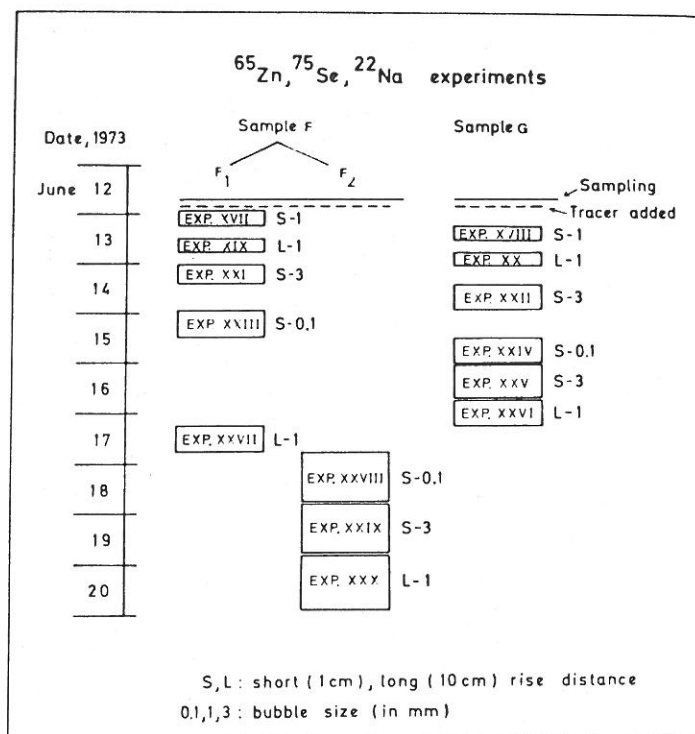 65Zn, 75Se, 22Na experiments
Date, 1973
Sample F
Sample G
F1 F2
June 12
Sampling
Tracer added
EXP. XVII S-1
13
EXP. XVIII S-1
EXP. XIX L-1
EXP. XX L-1
EXP. XXI S-3
14
EXP. XXII S-3
EXP. XXIII S-0.1
15
EXP. XXIV S-0.1
EXP. XXV S-3
16
EXP. XXVI L-1
17
EXP. XXVII L-1
EXP. XXVIII S-0.1
18
EXP. XXIX S-3
19
EXP. XXX L-1
20
S, L : short (1cm), long (10cm) rise distance
0.1, 1, 3 : bubble size (in mm)